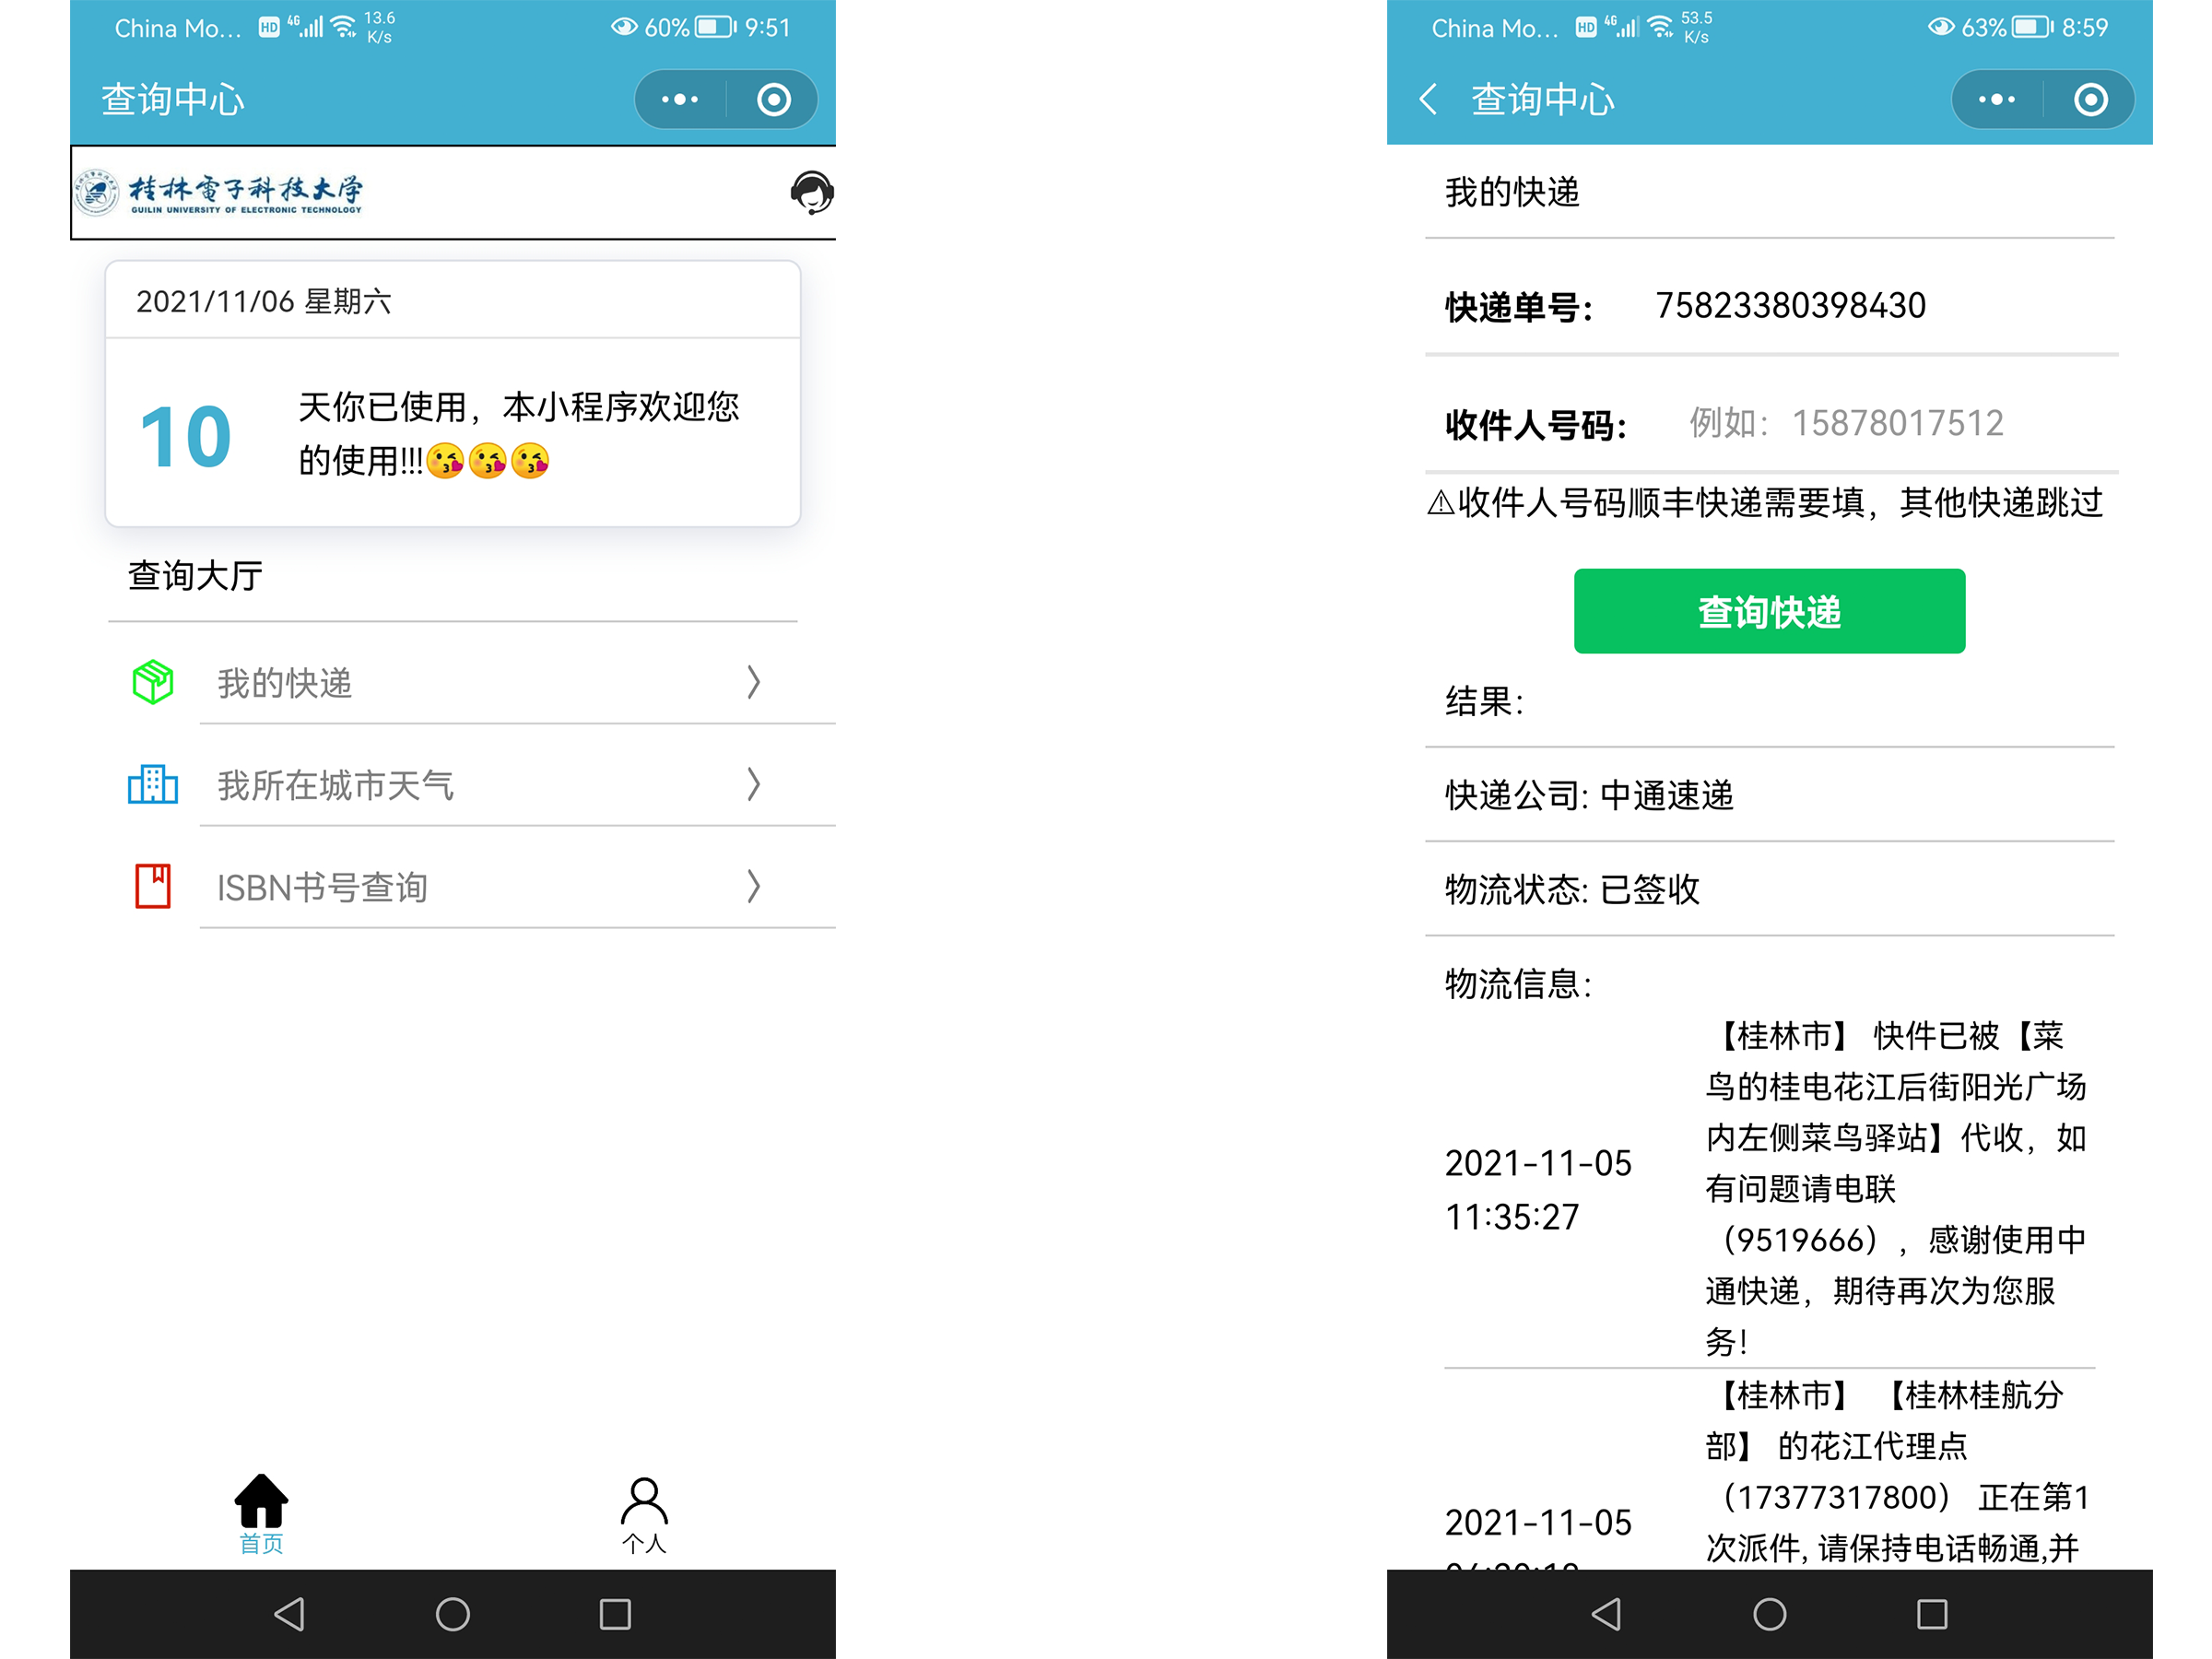 China Mo... HD 4G 13.6 K/s 60% 9:51
查询中心
桂林電子科技大学
GUILIN UNIVERSITY OF ELECTRONIC TECHNOLOGY
2021/11/06 星期六
10
天你已使用，本小程序欢迎您
的使用!!!😘😘😘
查询大厅
我的快递
我所在城市天气
ISBN书号查询
首页
个人
China Mo... HD 4G 53.5 K/s 63% 8:59
查询中心
我的快递
快递单号： 75823380398430
收件人号码： 例如：15878017512
⚠收件人号码顺丰快递需要填，其他快递跳过
查询快递
结果：
快递公司: 中通速递
物流状态: 已签收
物流信息：
2021-11-05
11:35:27
【桂林市】 快件已被【菜
鸟的桂电花江后街阳光广场
内左侧菜鸟驿站】代收，如
有问题请电联
（9519666），感谢使用中
通快递，期待再次为您服
务！
2021-11-05
【桂林市】 【桂林桂航分
部】 的花江代理点
（17377317800） 正在第1
次派件, 请保持电话畅通,并